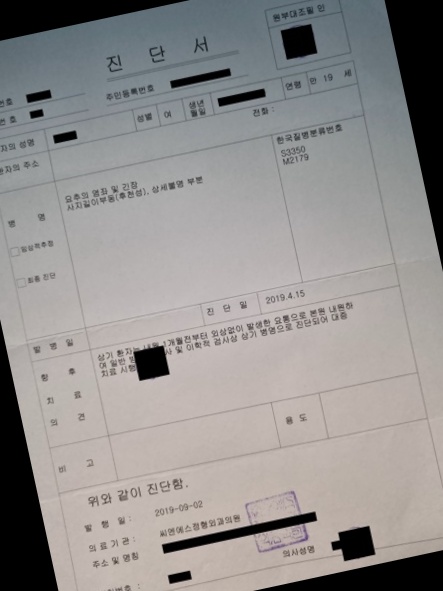 원부대조필 인
진 단 서
번호
주민등록번호
번호
자의 성명 성별 여 생년월일 연령 만 19 세
환자의 주소 전화 :
병 명
임상적추정
최종 진단
요추의 염좌 및 긴장
사지길이부동(후천성), 상세불명 부분
한국질병분류번호
S3350
M2179
발 병 일 진 단 일 2019.4.15
향 후 치 료 의 견
상기 환자는 내원 1개월전부터 외상없이 발생한 요통으로 본원 내원하
여 일반 방 사 및 이학적 검사상 상기 병명으로 진단되어 대증
치료 시행
비 고 용 도
위와 같이 진단함.
발 행 일 : 2019-09-02
의 료 기 관 : 씨엔에스정형외과의원
주소 및 명칭
의사성명
번호 :